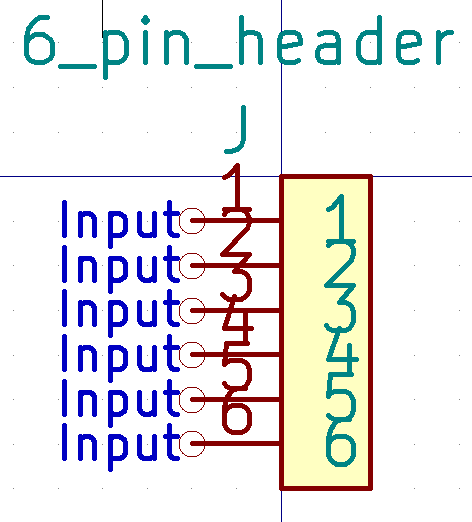 6_pin_header
J
1
Input 1
2
Input 2
3
Input 3
4
Input 4
5
Input 5
6
Input 6